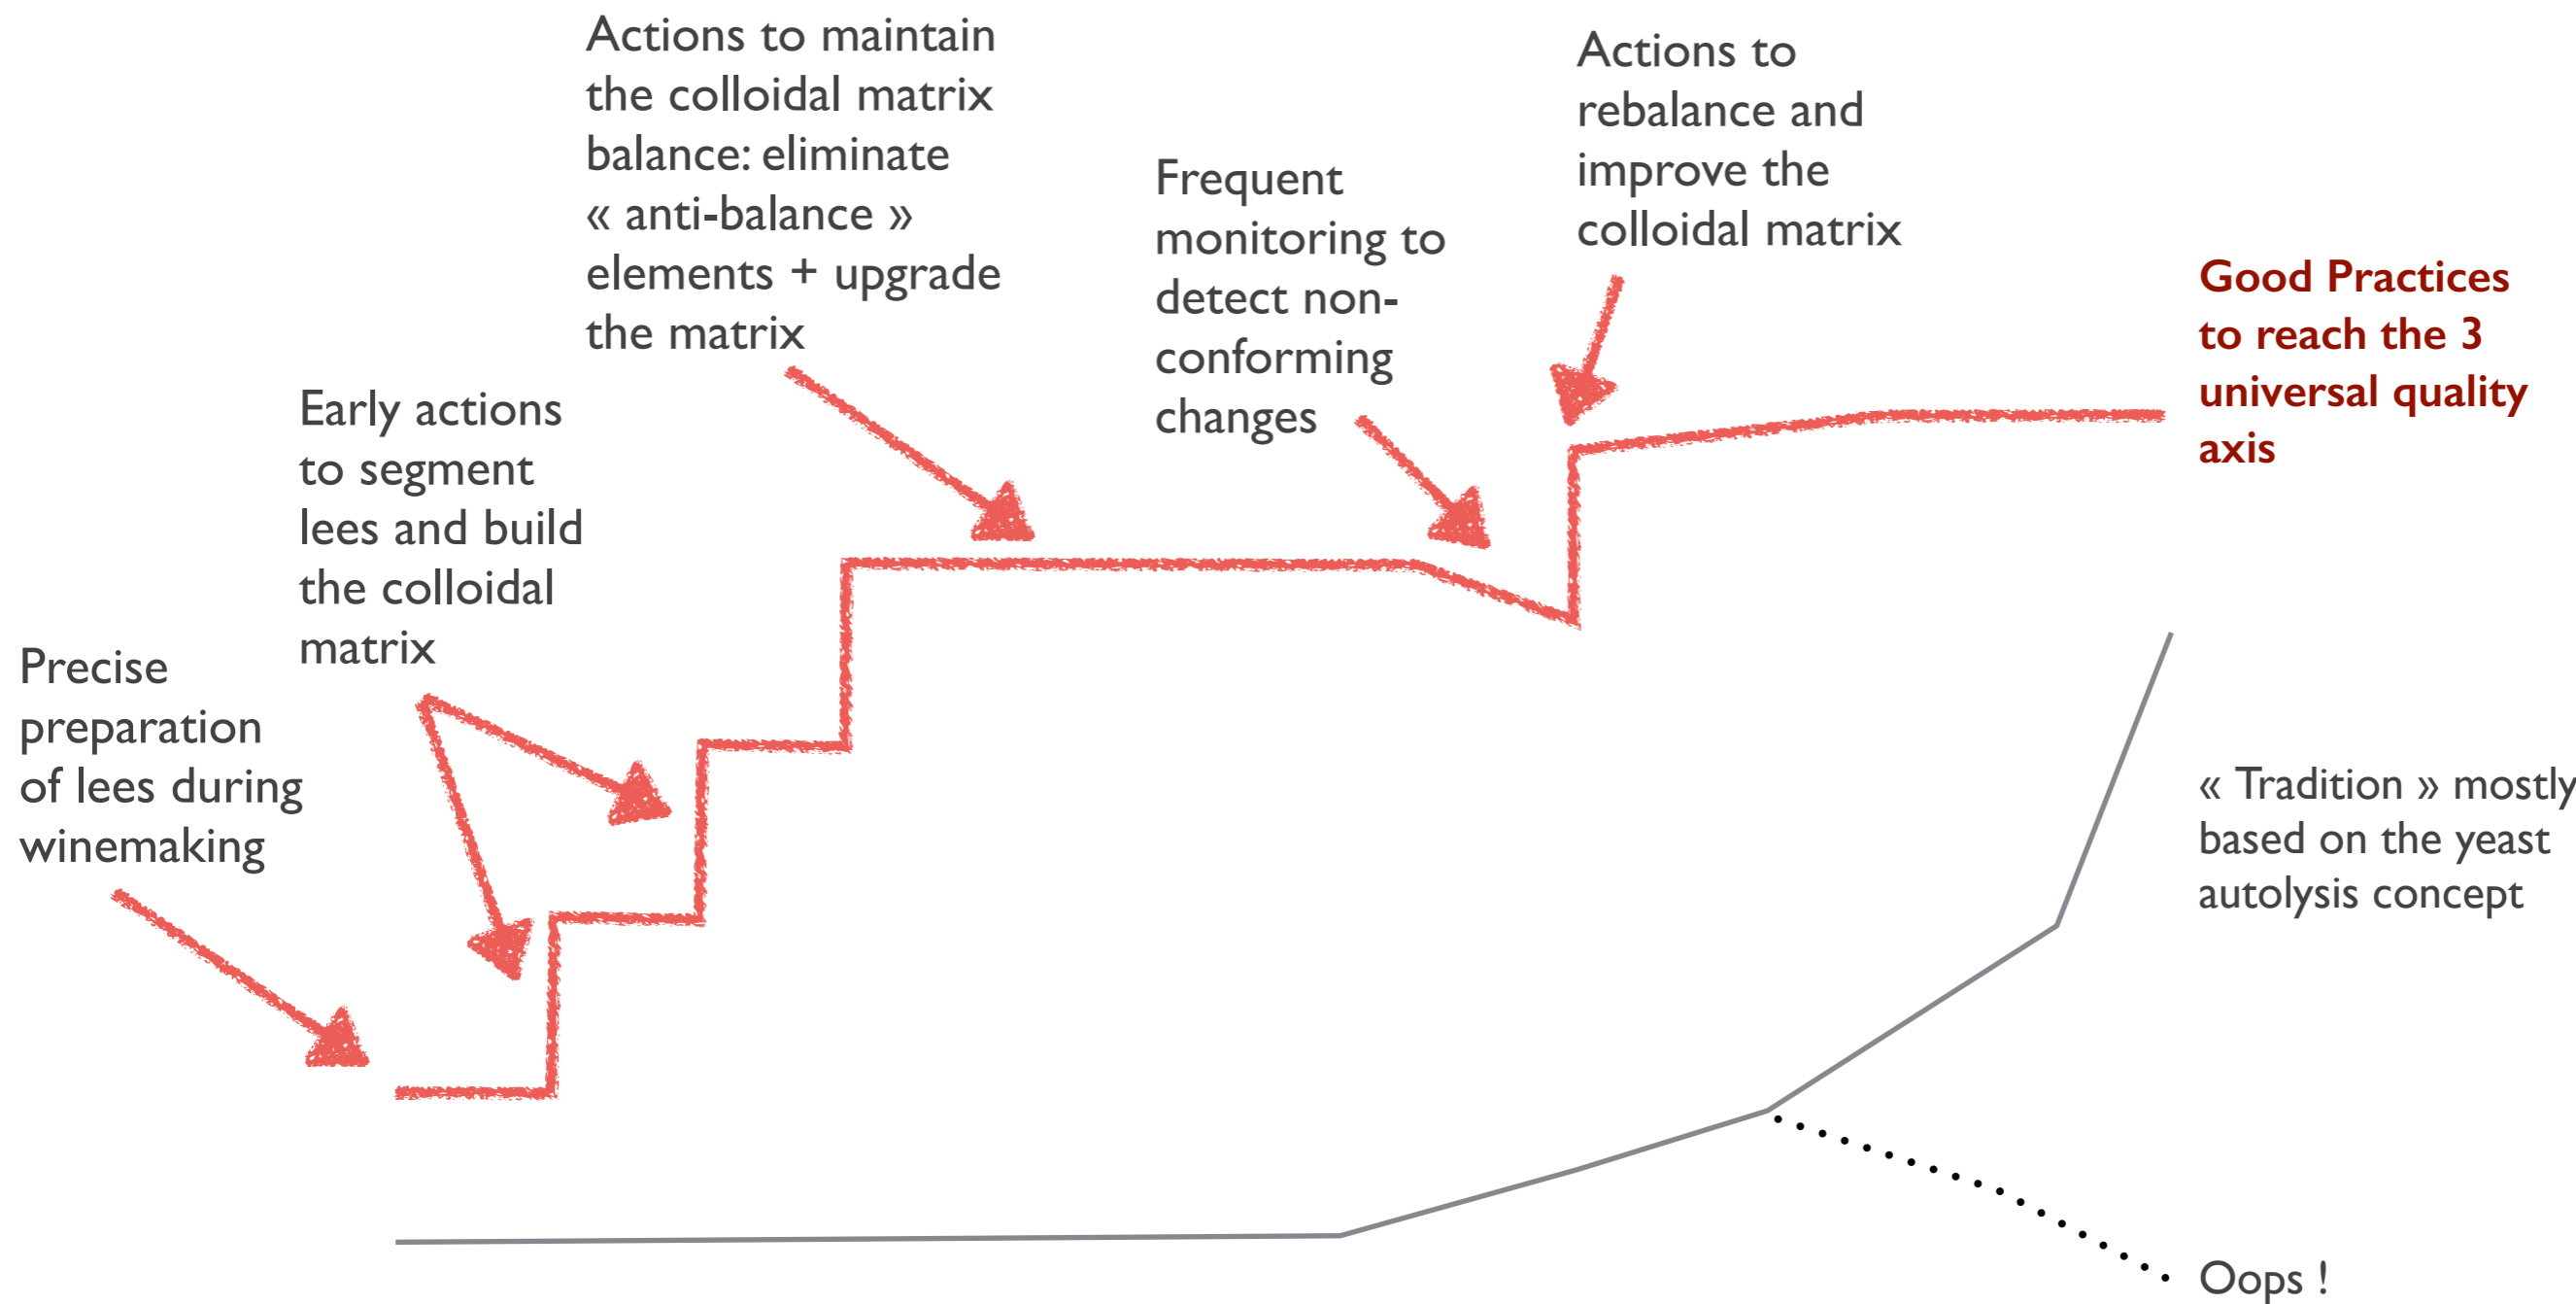 Actions to maintain
the colloidal matrix
balance: eliminate
« anti-balance »
elements + upgrade
the matrix
Actions to
rebalance and
improve the
colloidal matrix
Frequent
monitoring to
detect non-
conforming
changes
Good Practices
to reach the 3
universal quality
axis
Early actions
to segment
lees and build
the colloidal
matrix
Precise
preparation
of lees during
winemaking
« Tradition » mostly
based on the yeast
autolysis concept
Oops !